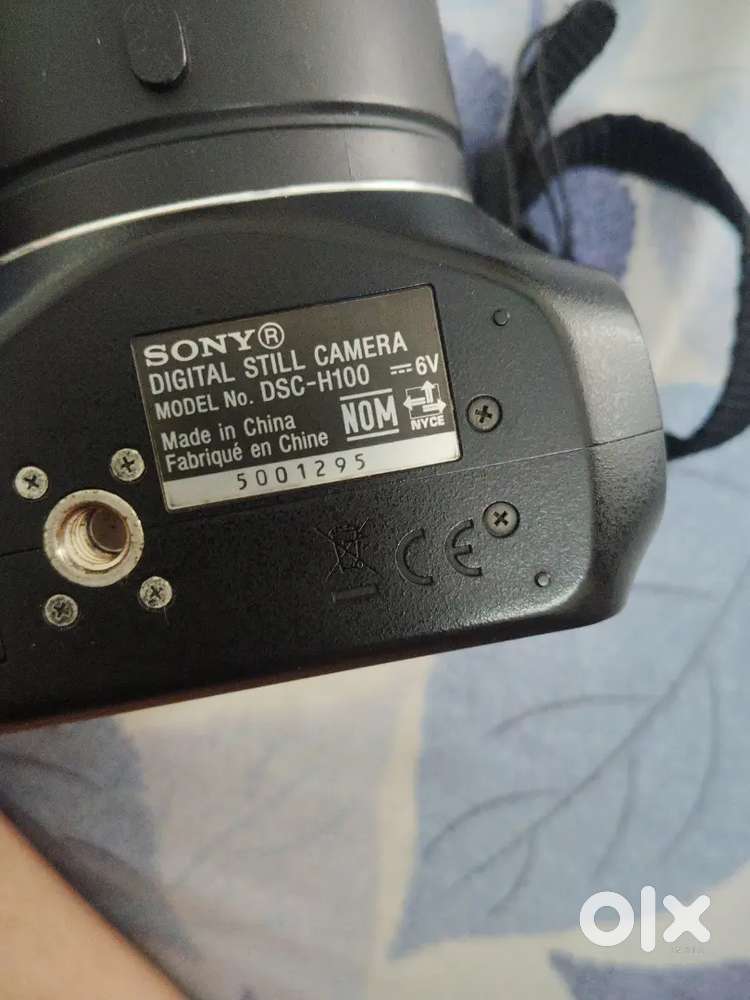 SONY®
DIGITAL STILL CAMERA
MODEL No. DSC-H100 ⎓ 6V
Made in China
Fabriqué en Chine
NOM
NYCE
5001295
CE
olx